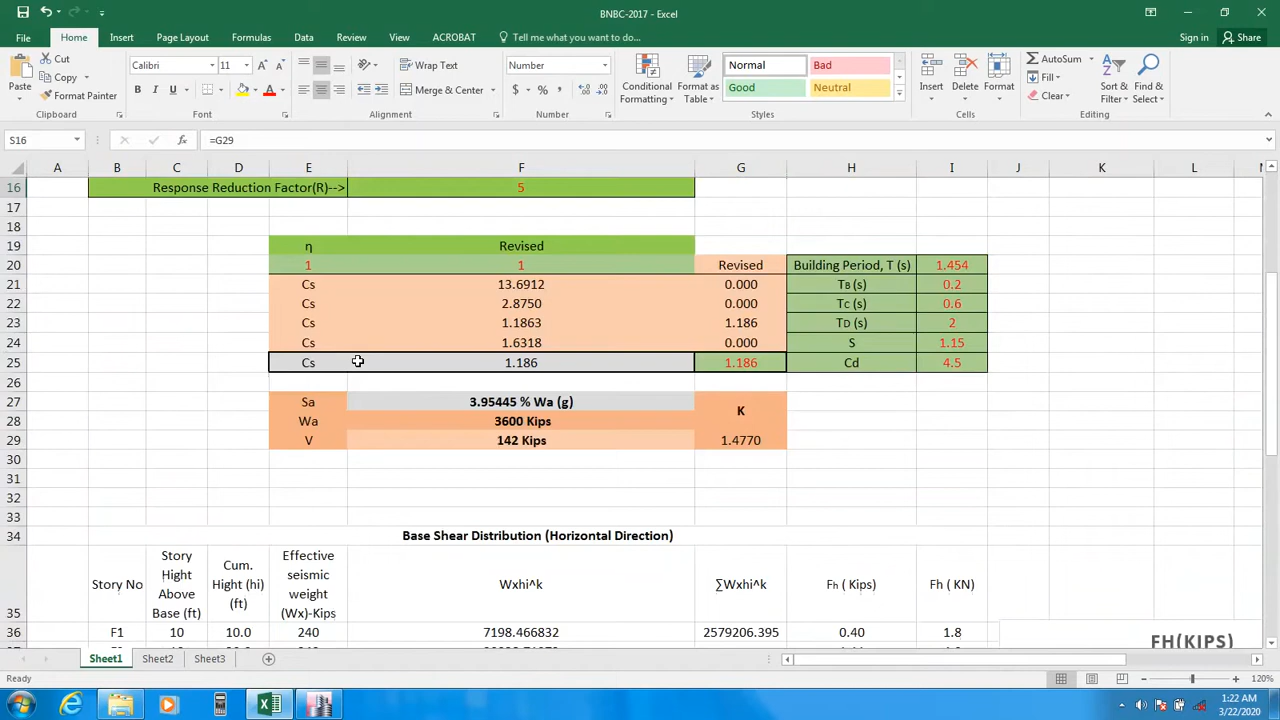 BNBC-2017 - Excel
File Home Insert Page Layout Formulas Data Review View ACROBAT Tell me what you want to do... Sign in Share
Paste Cut Copy Format Painter Clipboard
Calibri 11 B I U A A A Font
Wrap Text Merge & Center Alignment
Number $ % , Number
Conditional Formatting Format as Table Normal Bad Good Neutral Styles
Insert Delete Format Cells
AutoSum Fill Clear Sort & Filter Find & Select Editing
S16 fx =G29
A B C D E F G H I J K L
16 Response Reduction Factor(R)--> 5
17
18
19 η Revised
20 1 1 Revised Building Period, T (s) 1.454
21 Cs 13.6912 0.000 TB (s) 0.2
22 Cs 2.8750 0.000 TC (s) 0.6
23 Cs 1.1863 1.186 TD (s) 2
24 Cs 1.6318 0.000 S 1.15
25 Cs 1.186 1.186 Cd 4.5
26
27 Sa 3.95445 % Wa (g) K
28 Wa 3600 Kips
29 V 142 Kips 1.4770
30
31
32
33
34 Base Shear Distribution (Horizontal Direction)
35 Story No Story Hight Above Base (ft) Cum. Hight (hi) (ft) Effective seismic weight (Wx)-Kips Wxhi^k ∑Wxhi^k Fh ( Kips) Fh ( KN)
36 F1 10 10.0 240 7198.466832 2579206.395 0.40 1.8
FH(KIPS)
Sheet1 Sheet2 Sheet3
Ready 120%
1:22 AM
3/22/2020